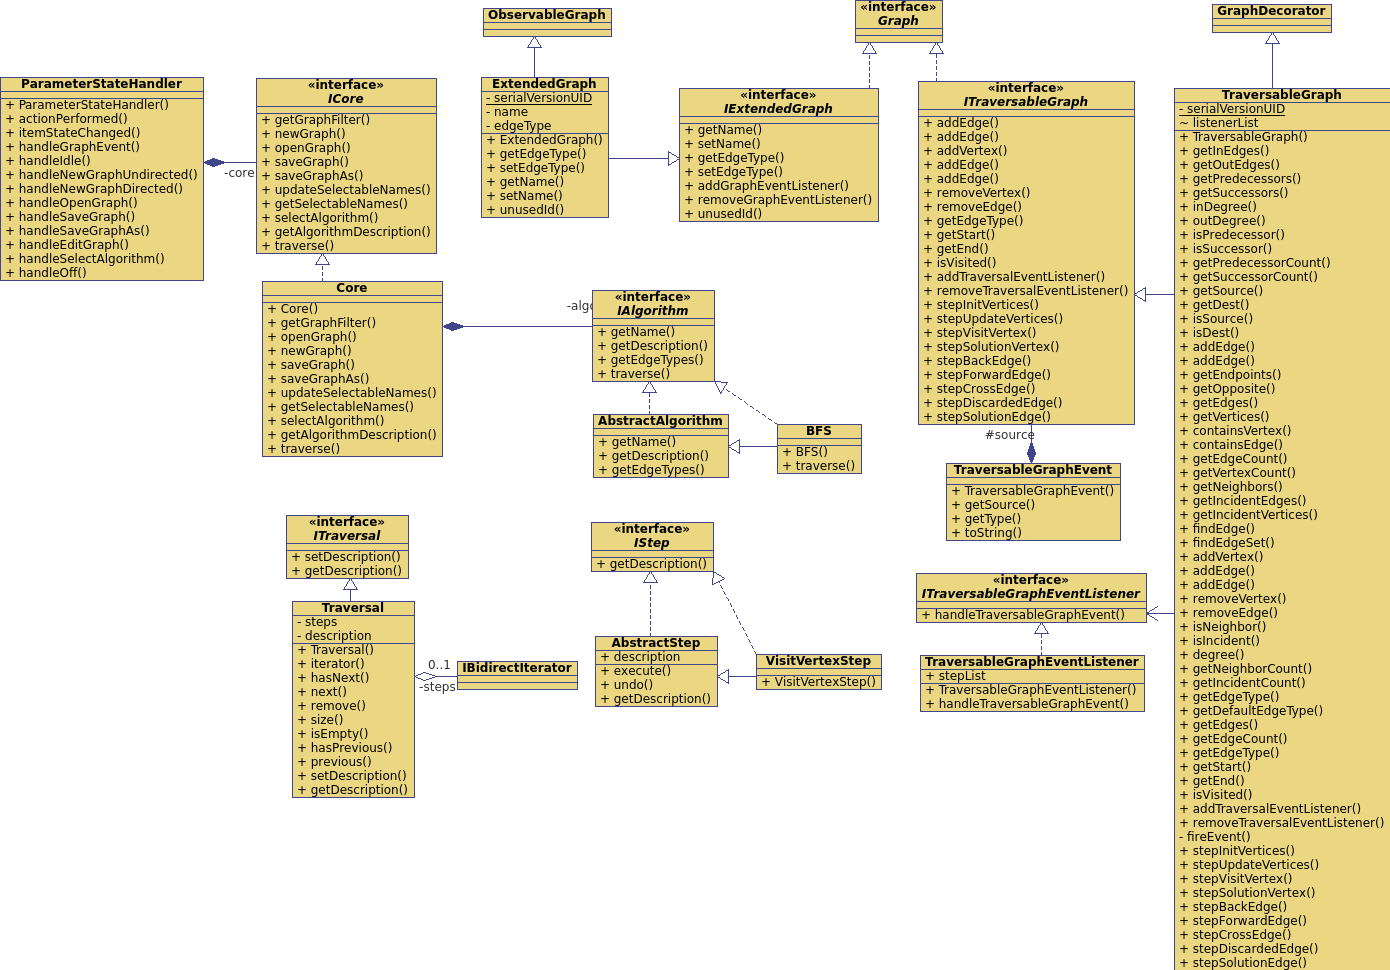 ObservableGraph
«interface»
Graph
GraphDecorator
ParameterStateHandler
+ ParameterStateHandler()
+ actionPerformed()
+ itemStateChanged()
+ handleGraphEvent()
+ handleIdle()
+ handleNewGraphUndirected()
+ handleNewGraphDirected()
+ handleOpenGraph()
+ handleSaveGraph()
+ handleSaveGraphAs()
+ handleEditGraph()
+ handleSelectAlgorithm()
+ handleOff()
-core
«interface»
ICore
+ getGraphFilter()
+ newGraph()
+ openGraph()
+ saveGraph()
+ saveGraphAs()
+ updateSelectableNames()
+ getSelectableNames()
+ selectAlgorithm()
+ getAlgorithmDescription()
+ traverse()
ExtendedGraph
- serialVersionUID
- name
- edgeType
+ ExtendedGraph()
+ getEdgeType()
+ setEdgeType()
+ getName()
+ setName()
+ unusedId()
«interface»
IExtendedGraph
+ getName()
+ setName()
+ getEdgeType()
+ setEdgeType()
+ addGraphEventListener()
+ removeGraphEventListener()
+ unusedId()
«interface»
ITraversableGraph
+ addEdge()
+ addEdge()
+ addVertex()
+ addEdge()
+ addEdge()
+ removeVertex()
+ removeEdge()
+ getEdgeType()
+ getStart()
+ getEnd()
+ isVisited()
+ addTraversalEventListener()
+ removeTraversalEventListener()
+ stepInitVertices()
+ stepUpdateVertices()
+ stepVisitVertex()
+ stepSolutionVertex()
+ stepBackEdge()
+ stepForwardEdge()
+ stepCrossEdge()
+ stepDiscardedEdge()
+ stepSolutionEdge()
TraversableGraph
- serialVersionUID
~ listenerList
+ TraversableGraph()
+ getInEdges()
+ getOutEdges()
+ getPredecessors()
+ getSuccessors()
+ inDegree()
+ outDegree()
+ isPredecessor()
+ isSuccessor()
+ getPredecessorCount()
+ getSuccessorCount()
+ getSource()
+ getDest()
+ isSource()
+ isDest()
+ addEdge()
+ addEdge()
+ getEndpoints()
+ getOpposite()
+ getEdges()
+ getVertices()
+ containsVertex()
+ containsEdge()
+ getEdgeCount()
+ getVertexCount()
+ getNeighbors()
+ getIncidentEdges()
+ getIncidentVertices()
+ findEdge()
+ findEdgeSet()
+ addVertex()
+ addEdge()
+ addEdge()
+ removeVertex()
+ removeEdge()
+ isNeighbor()
+ isIncident()
+ degree()
+ getNeighborCount()
+ getIncidentCount()
+ getEdgeType()
+ getDefaultEdgeType()
+ getEdges()
+ getEdgeCount()
+ getEdgeType()
+ getStart()
+ getEnd()
+ isVisited()
+ addTraversalEventListener()
+ removeTraversalEventListener()
- fireEvent()
+ stepInitVertices()
+ stepUpdateVertices()
+ stepVisitVertex()
+ stepSolutionVertex()
+ stepBackEdge()
+ stepForwardEdge()
+ stepCrossEdge()
+ stepDiscardedEdge()
+ stepSolutionEdge()
Core
+ Core()
+ getGraphFilter()
+ openGraph()
+ newGraph()
+ saveGraph()
+ saveGraphAs()
+ updateSelectableNames()
+ getSelectableNames()
+ selectAlgorithm()
+ getAlgorithmDescription()
+ traverse()
-algo
«interface»
IAlgorithm
+ getName()
+ getDescription()
+ getEdgeTypes()
+ traverse()
AbstractAlgorithm
+ getName()
+ getDescription()
+ getEdgeTypes()
BFS
+ BFS()
+ traverse()
#source
TraversableGraphEvent
+ TraversableGraphEvent()
+ getSource()
+ getType()
+ toString()
«interface»
ITraversal
+ setDescription()
+ getDescription()
Traversal
- steps
- description
+ Traversal()
+ iterator()
+ hasNext()
+ next()
+ remove()
+ size()
+ isEmpty()
+ hasPrevious()
+ previous()
+ setDescription()
+ getDescription()
0..1
-steps
IBidirectIterator
«interface»
IStep
+ getDescription()
AbstractStep
+ description
+ execute()
+ undo()
+ getDescription()
VisitVertexStep
+ VisitVertexStep()
«interface»
ITraversableGraphEventListener
+ handleTraversableGraphEvent()
TraversableGraphEventListener
+ stepList
+ TraversableGraphEventListener()
+ handleTraversableGraphEvent()